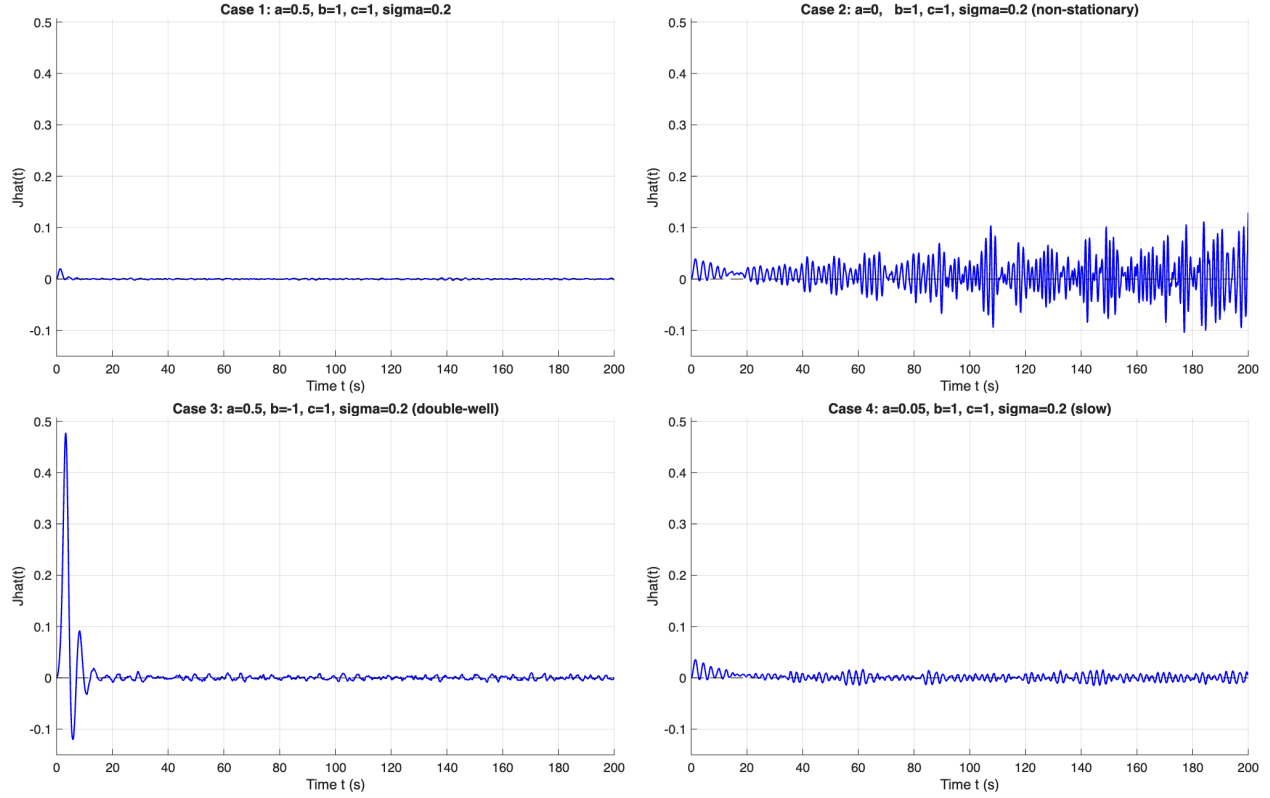 Case 1: a=0.5, b=1, c=1, sigma=0.2
0.5
0.4
0.3
0.2
0.1
0
-0.1
Jhat(t)
0 20 40 60 80 100 120 140 160 180 200
Time t (s)
Case 2: a=0, b=1, c=1, sigma=0.2 (non-stationary)
0.5
0.4
0.3
0.2
0.1
0
-0.1
Jhat(t)
0 20 40 60 80 100 120 140 160 180 200
Time t (s)
Case 3: a=0.5, b=-1, c=1, sigma=0.2 (double-well)
0.5
0.4
0.3
0.2
0.1
0
-0.1
Jhat(t)
0 20 40 60 80 100 120 140 160 180 200
Time t (s)
Case 4: a=0.05, b=1, c=1, sigma=0.2 (slow)
0.5
0.4
0.3
0.2
0.1
0
-0.1
Jhat(t)
0 20 40 60 80 100 120 140 160 180 200
Time t (s)